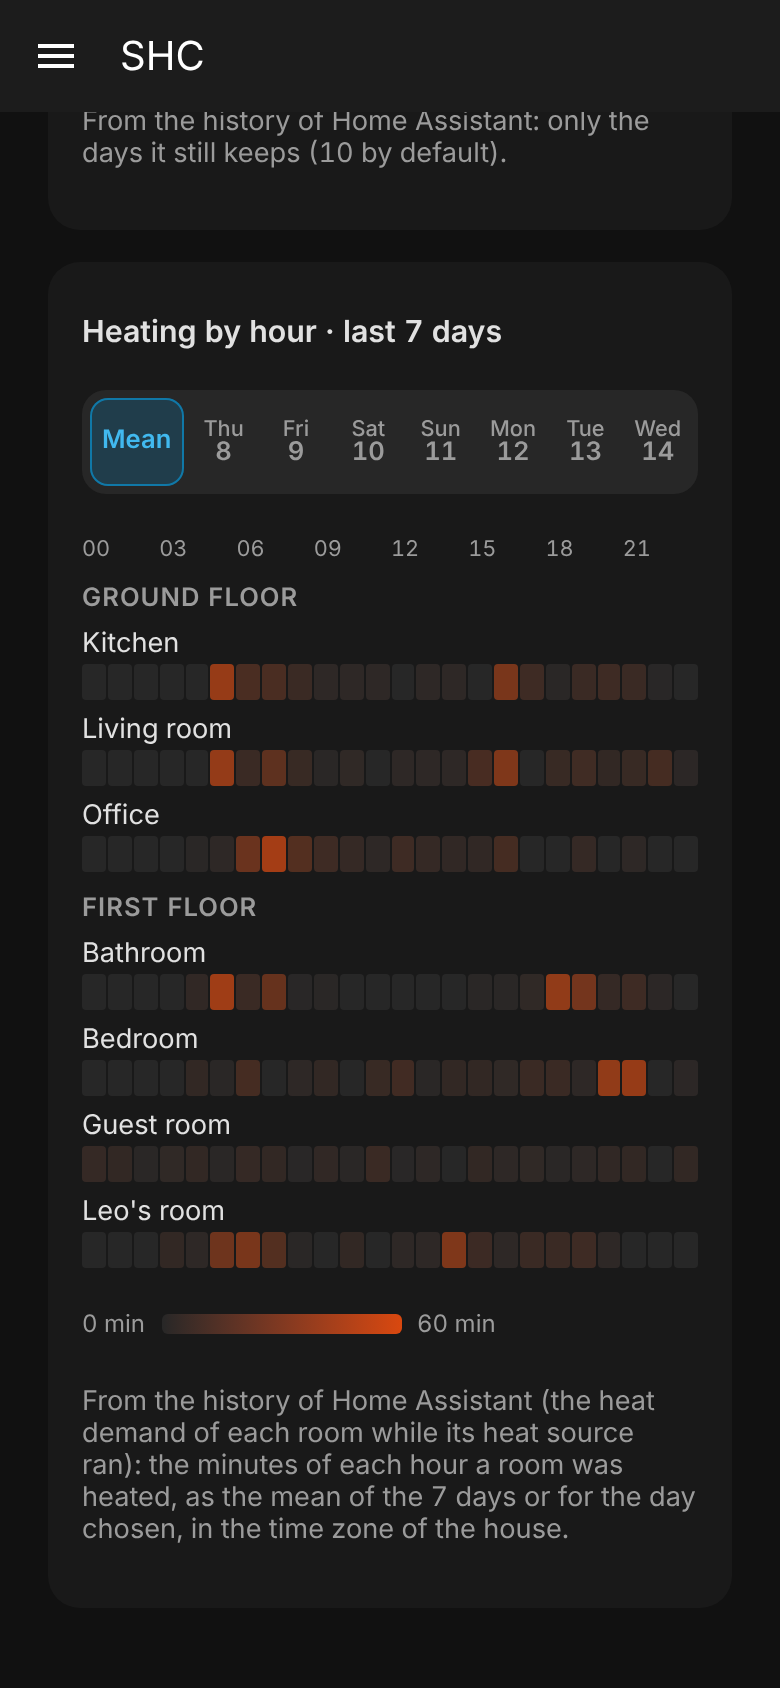 SHC
From the history of Home Assistant: only the
days it still keeps (10 by default).
Heating by hour · last 7 days
Mean
Thu 8
Fri 9
Sat 10
Sun 11
Mon 12
Tue 13
Wed 14
00 03 06 09 12 15 18 21
GROUND FLOOR
Kitchen
Living room
Office
FIRST FLOOR
Bathroom
Bedroom
Guest room
Leo's room
0 min 60 min
From the history of Home Assistant (the heat
demand of each room while its heat source
ran): the minutes of each hour a room was
heated, as the mean of the 7 days or for the day
chosen, in the time zone of the house.